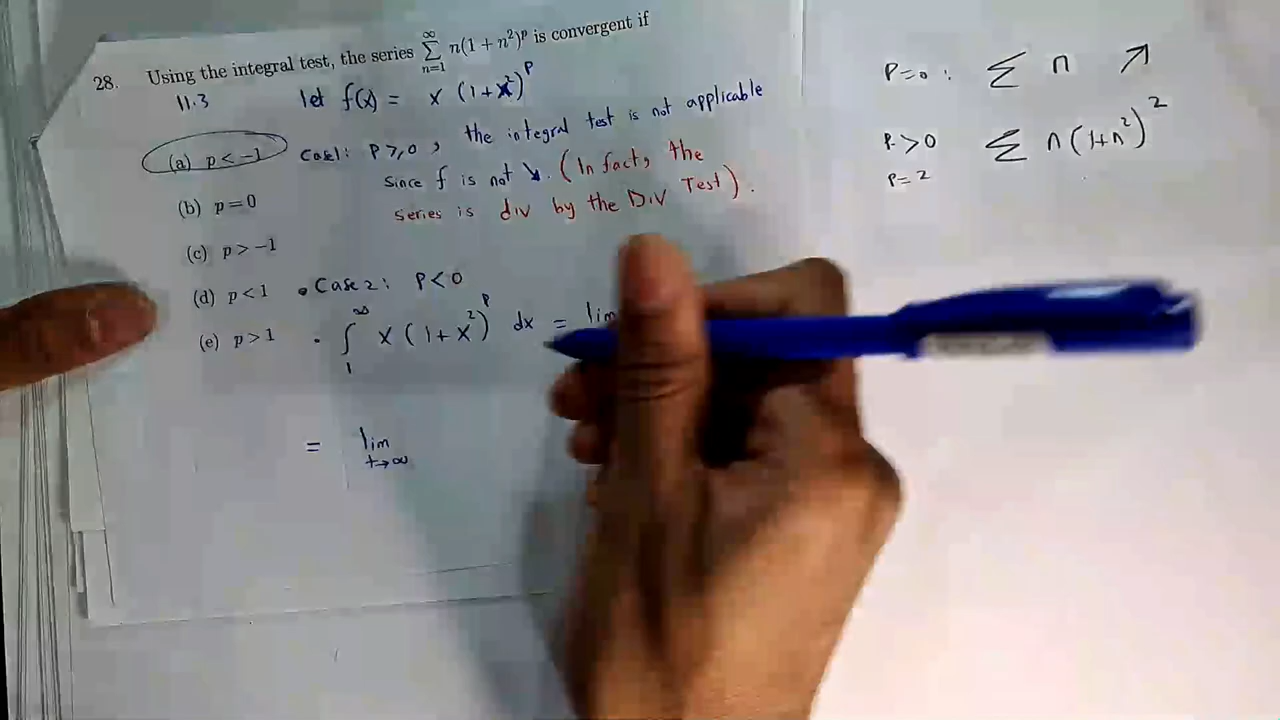 28. Using the integral test, the series ∑_{n=1}^{∞} n(1 + n²)^p is convergent if
11.3 let f(x) = x (1+x²)^P
(a) p < −1 Case1: P ≥ 0, the integral test is not applicable
since f is not ↘. (In fact, the
(b) p = 0 series is div by the Div Test).
(c) p > −1
(d) p < 1 • Case 2: P < 0
(e) p > 1 • ∫_1^∞ x (1+x²)^P dx = lim
= lim_{t→∞}
P=0 : ∑ n ↗
P > 0 ∑ n(1+n²)²
P = 2